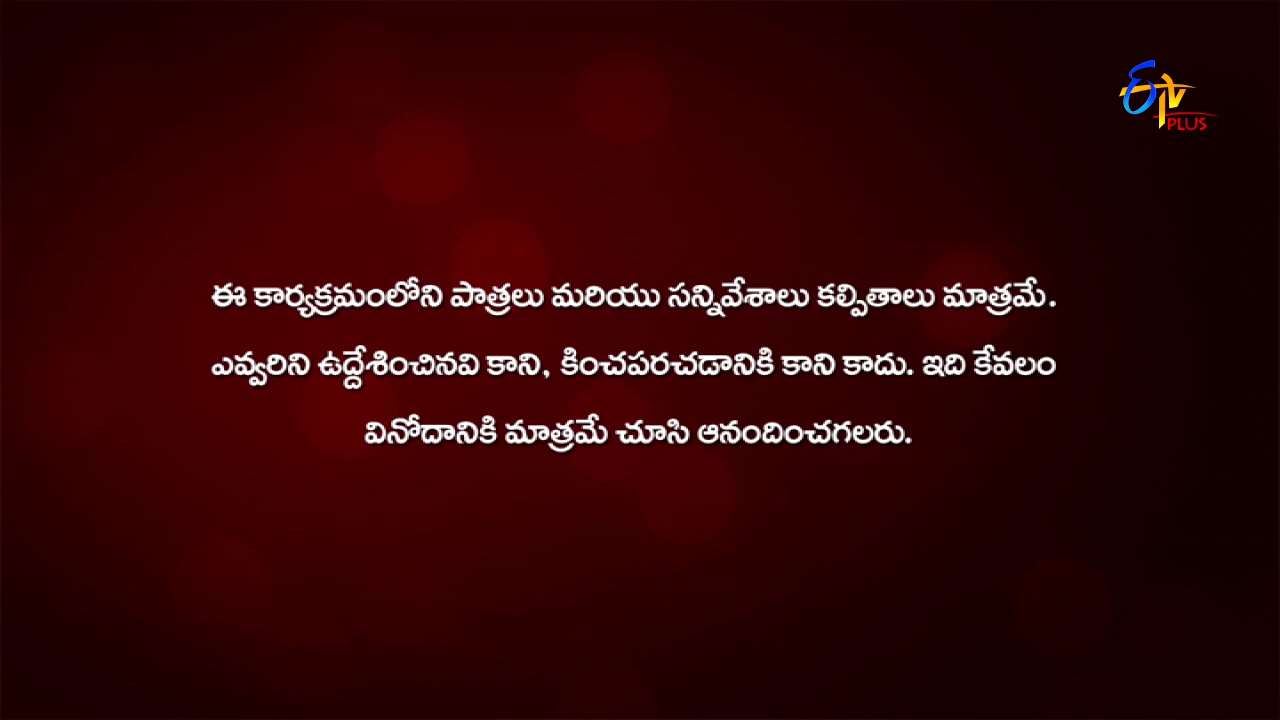 ETV
PLUS
ఈ కార్యక్రమంలోని పాత్రలు మరియు సన్నివేశాలు కల్పితాలు మాత్రమే.
ఎవ్వరిని ఉద్దేశించినవి కాని, కించపరచడానికి కాని కాదు. ఇది కేవలం
వినోదానికి మాత్రమే చూసి ఆనందించగలరు.